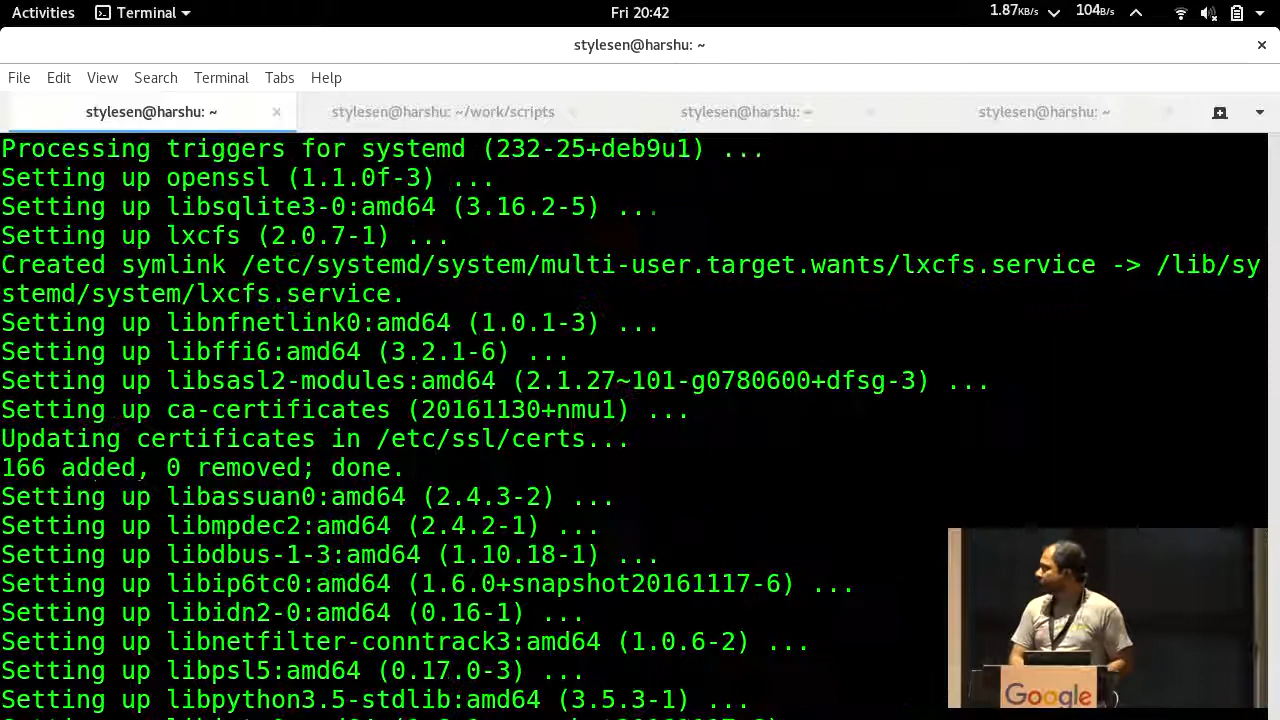 Activities Terminal Fri 20:42 1.87KB/s 104B/s
stylesen@harshu: ~
File Edit View Search Terminal Tabs Help
stylesen@harshu: ~ stylesen@harshu: ~/work/scripts stylesen@harshu: ~ stylesen@harshu: ~
Processing triggers for systemd (232-25+deb9u1) ...
Setting up openssl (1.1.0f-3) ...
Setting up libsqlite3-0:amd64 (3.16.2-5) ...
Setting up lxcfs (2.0.7-1) ...
Created symlink /etc/systemd/system/multi-user.target.wants/lxcfs.service -> /lib/sy
stemd/system/lxcfs.service.
Setting up libnfnetlink0:amd64 (1.0.1-3) ...
Setting up libffi6:amd64 (3.2.1-6) ...
Setting up libsasl2-modules:amd64 (2.1.27~101-g0780600+dfsg-3) ...
Setting up ca-certificates (20161130+nmu1) ...
Updating certificates in /etc/ssl/certs...
166 added, 0 removed; done.
Setting up libassuan0:amd64 (2.4.3-2) ...
Setting up libmpdec2:amd64 (2.4.2-1) ...
Setting up libdbus-1-3:amd64 (1.10.18-1) ...
Setting up libip6tc0:amd64 (1.6.0+snapshot20161117-6) ...
Setting up libidn2-0:amd64 (0.16-1) ...
Setting up libnetfilter-conntrack3:amd64 (1.0.6-2) ...
Setting up libpsl5:amd64 (0.17.0-3) ...
Setting up libpython3.5-stdlib:amd64 (3.5.3-1) ...
Google